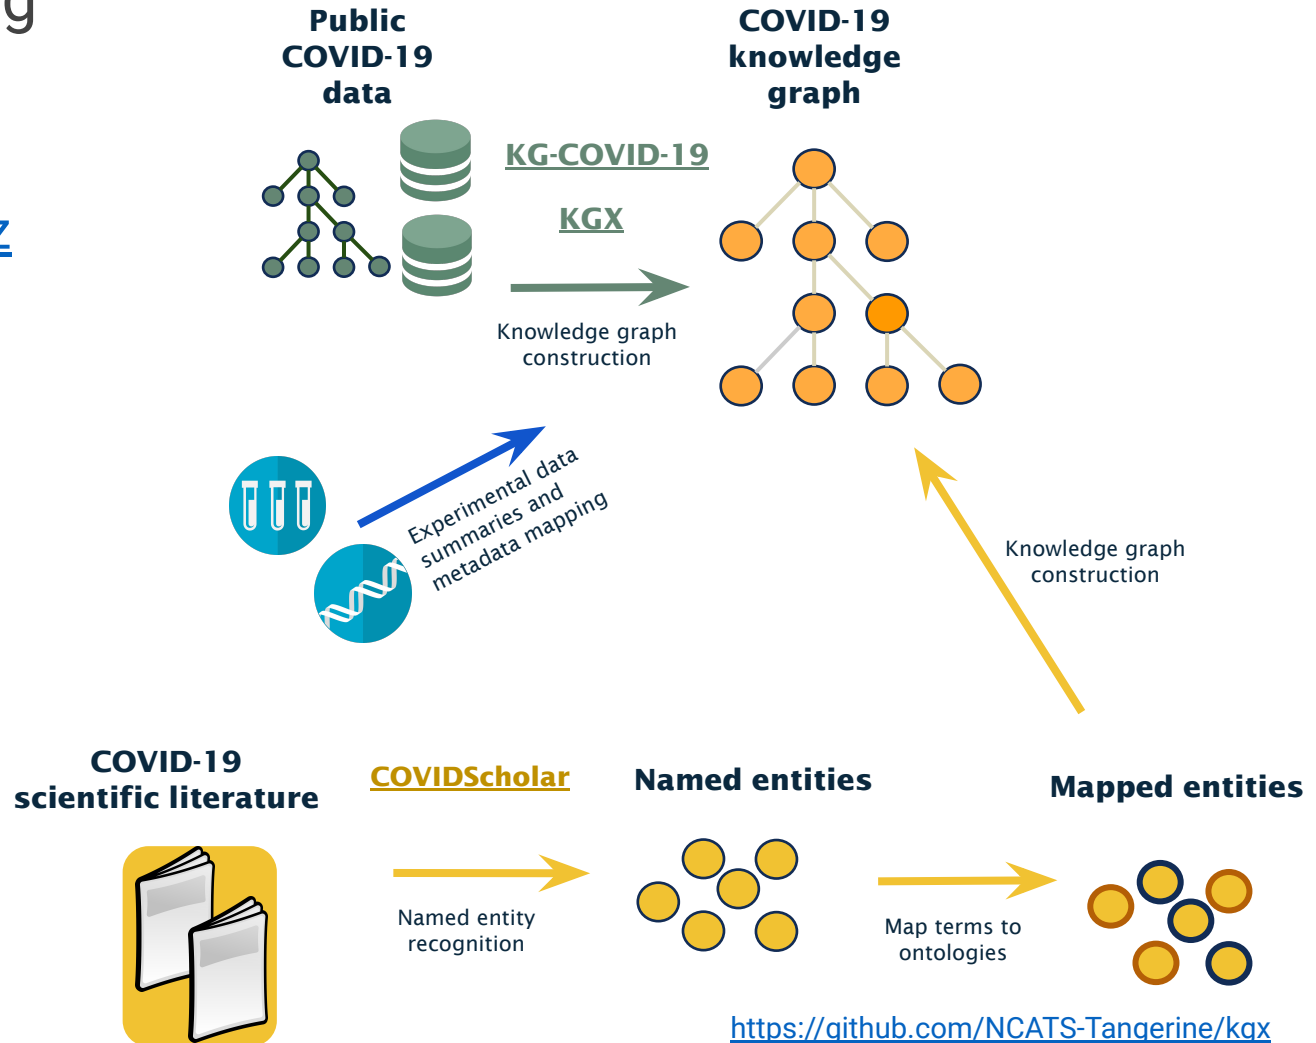 g
Public
COVID-19
data
COVID-19
knowledge
graph
KG-COVID-19
z
KGX
Knowledge graph
construction
Experimental data
summaries and
metadata mapping
Knowledge graph
construction
COVID-19
scientific literature
COVIDScholar
Named entities
Mapped entities
Named entity
recognition
Map terms to
ontologies
https://github.com/NCATS-Tangerine/kgx